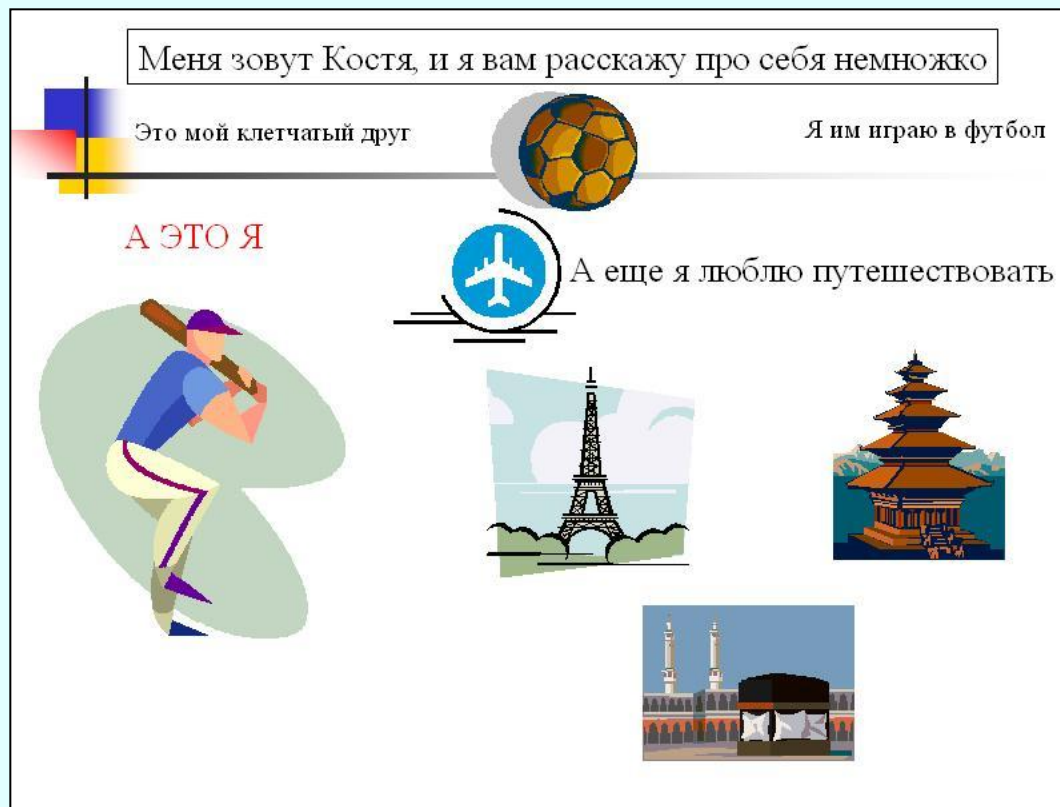 Меня зовут Костя, и я вам расскажу про себя немножко
Это мой клетчатый друг
Я им играю в футбол
А ЭТО Я
А еще я люблю путешествовать